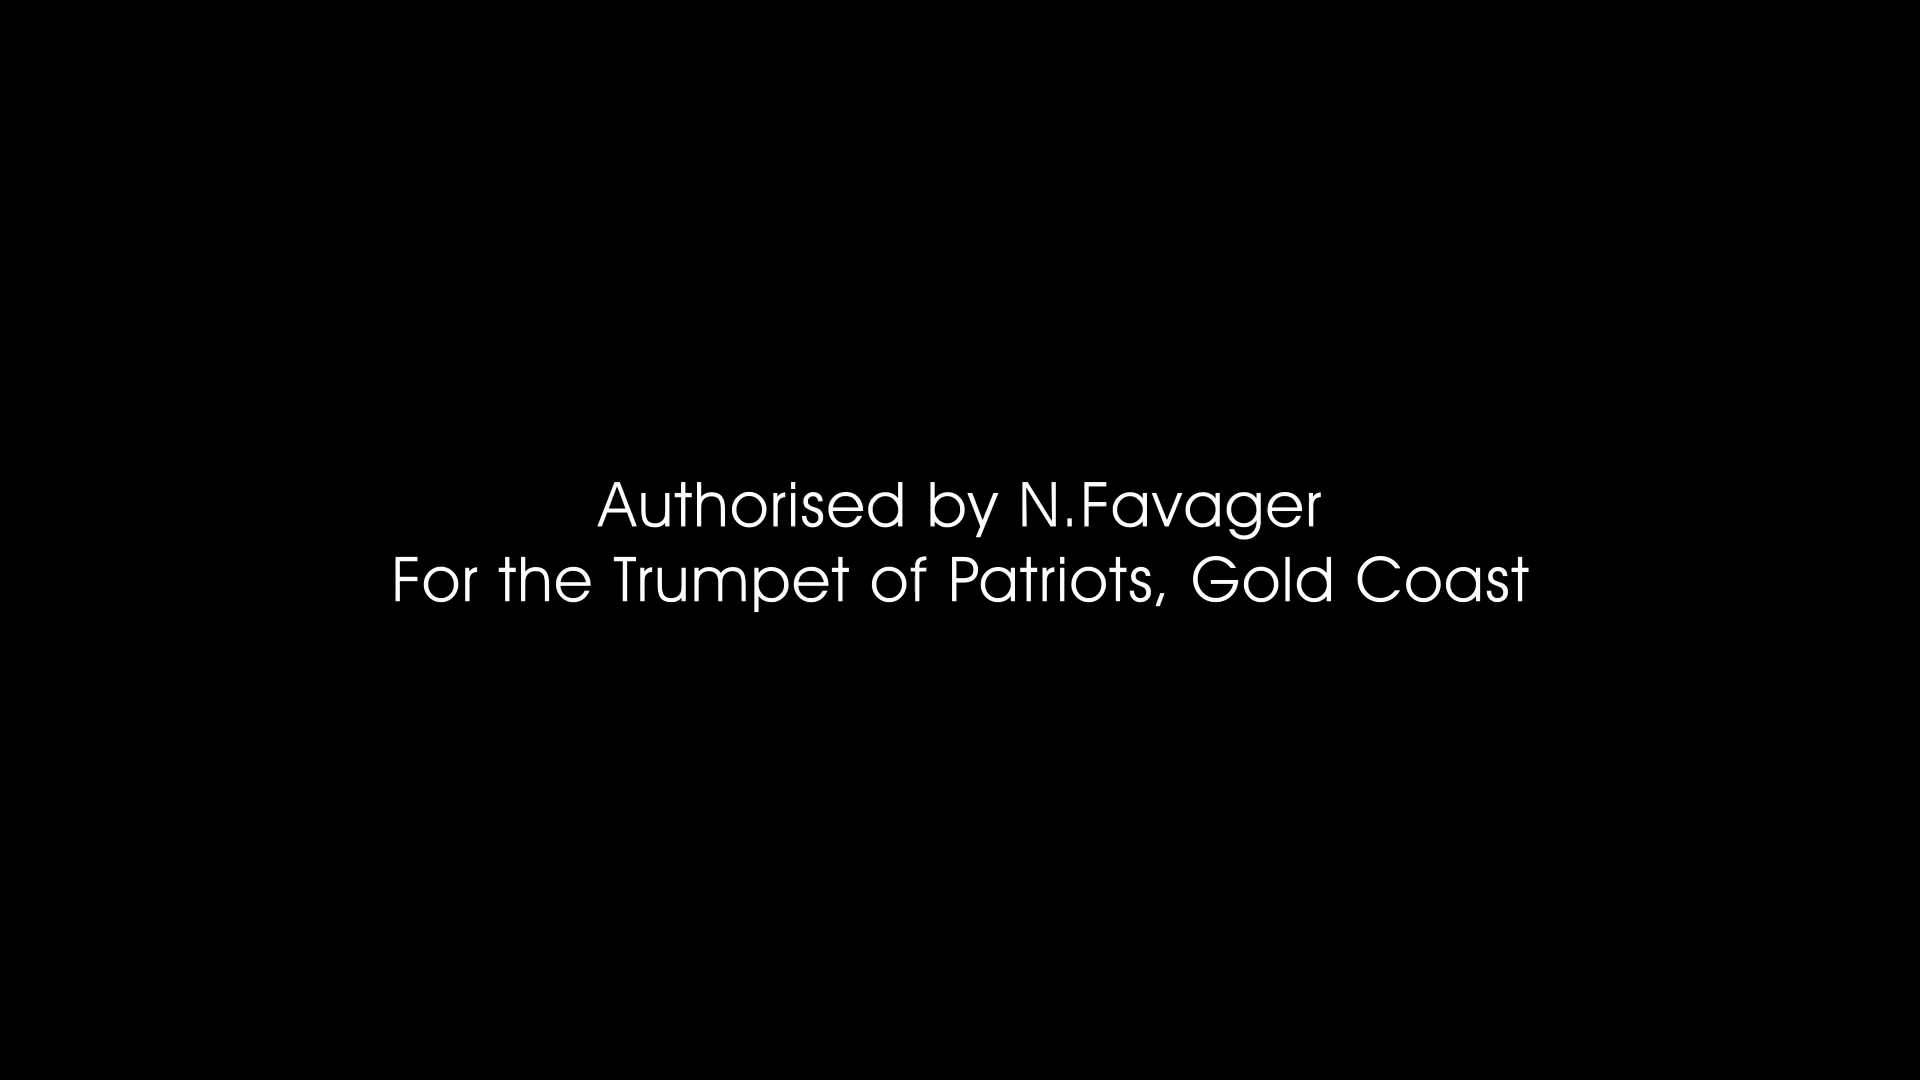 Authorised by N.Favager
For the Trumpet of Patriots, Gold Coast